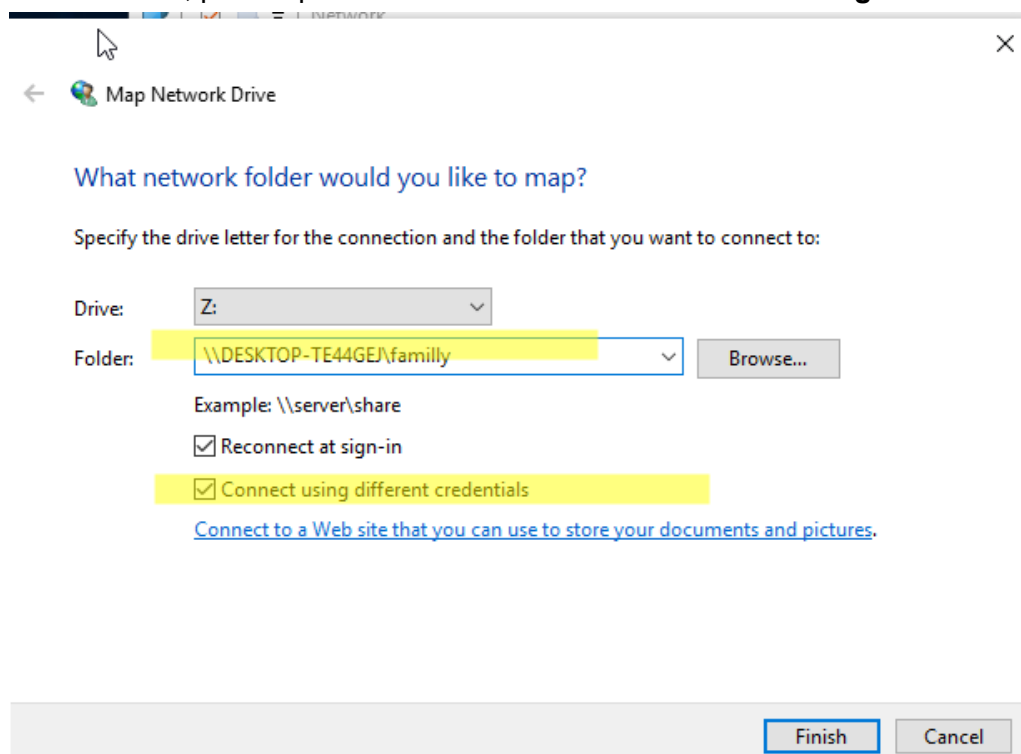 Network
Map Network Drive
What network folder would you like to map?
Specify the drive letter for the connection and the folder that you want to connect to:
Drive: Z:
Folder: \\DESKTOP-TE44GEJ\familly Browse...
Example: \\server\share
Reconnect at sign-in
Connect using different credentials
Connect to a Web site that you can use to store your documents and pictures.
Finish Cancel